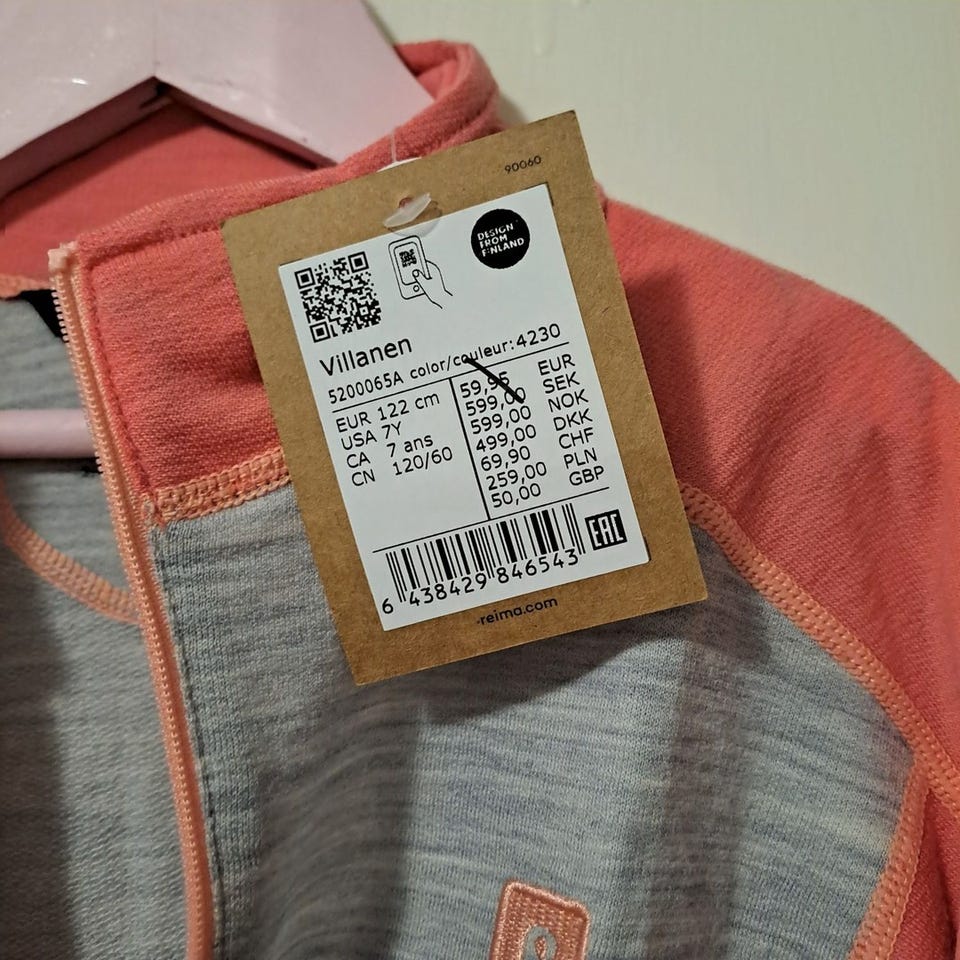 90060
DESIGN
FROM
FINLAND
Villanen
5200065A color/couleur:4230
EUR 122 cm
USA 7Y
CA 7 ans
CN 120/60
59,95 EUR
599,00 SEK
599,00 NOK
499,00 DKK
69,90 CHF
259,00 PLN
50,00 GBP
EAC
6 438429 846543
reima.com